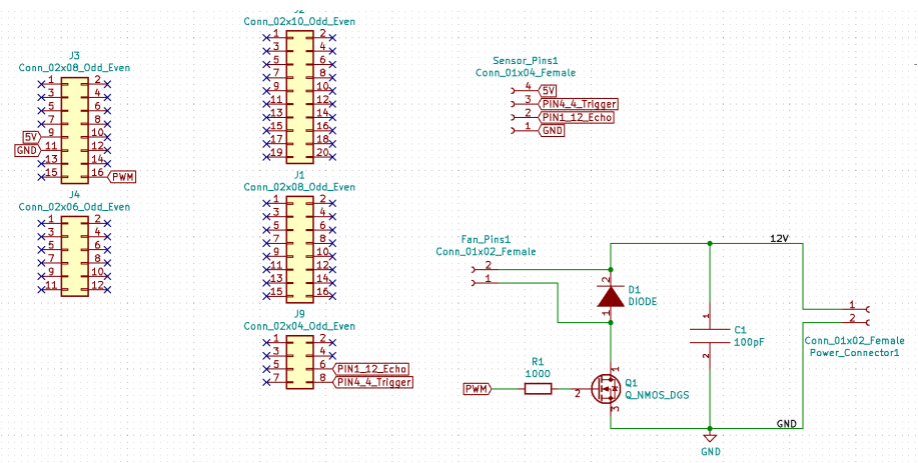 J3
Conn_02x08_Odd_Even
1 2
3 4
5 6
7 8
5V 9 10
GND 11 12
13 14
15 16 PWM
J4
Conn_02x06_Odd_Even
1 2
3 4
5 6
7 8
9 10
11 12
J2
Conn_02x10_Odd_Even
1 2
3 4
5 6
7 8
9 10
11 12
13 14
15 16
17 18
19 20
J1
Conn_02x08_Odd_Even
1 2
3 4
5 6
7 8
9 10
11 12
13 14
15 16
J9
Conn_02x04_Odd_Even
1 2
3 4
5 6 PIN1_12_Echo
7 8 PIN4_4_Trigger
Sensor_Pins1
Conn_01x04_Female
4 5V
3 PIN4_4_Trigger
2 PIN1_12_Echo
1 GND
Fan_Pins1
Conn_01x02_Female
2
1
12V
2
D1
DIODE
1
1
C1
100pF
2
1
2
Conn_01x02_Female
Power_Connector1
R1
1000
PWM
1
2
Q1
Q_NMOS_DGS
3
GND
GND